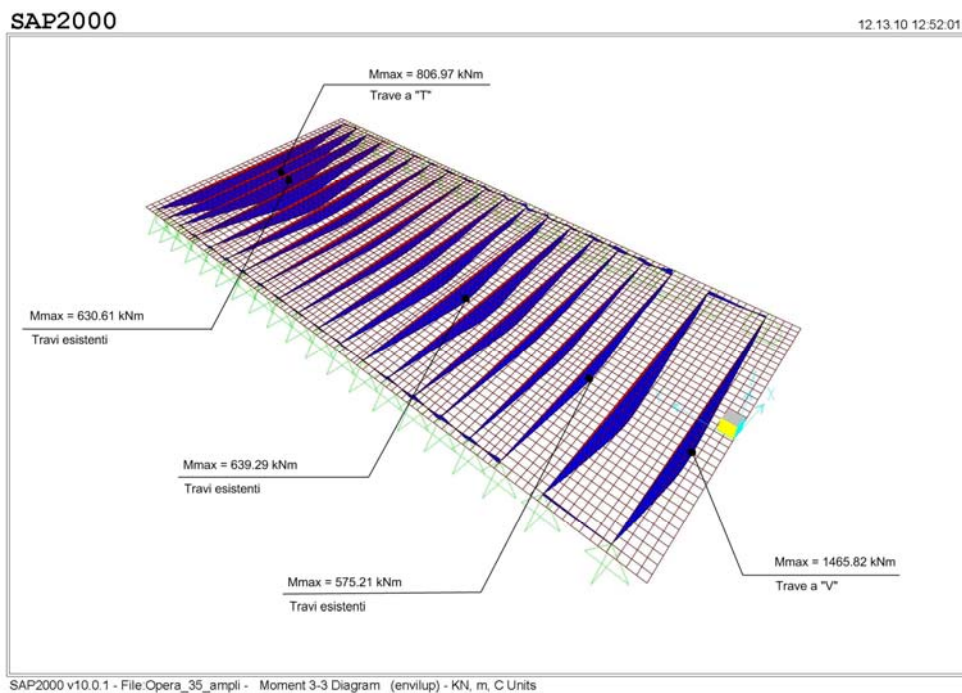 SAP2000
12.13.10 12:52:01
Mmax = 806.97 kNm
Trave a "T"
Mmax = 630.61 kNm
Travi esistenti
Mmax = 639.29 kNm
Travi esistenti
Mmax = 575.21 kNm
Travi esistenti
Mmax = 1465.82 kNm
Trave a "V"
X
SAP2000 v10.0.1 - File:Opera_35_ampli - Moment 3-3 Diagram (envilup) - KN, m, C Units